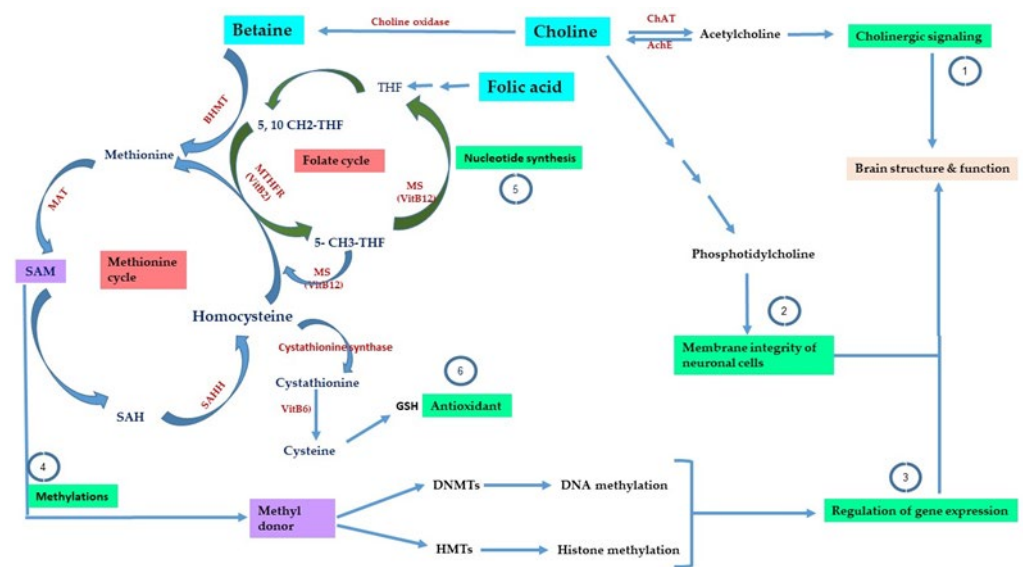 Betaine
Choline oxidase
Choline
ChAT
AchE
Acetylcholine
Cholinergic signaling
1
THF
Folic acid
BHMT
5, 10 CH2-THF
Methionine
Folate cycle
Nucleotide synthesis
5
Brain structure & function
MTHFR
(VitB2)
MS
(VitB12)
MAT
5- CH3-THF
Phosphotidylcholine
SAM
Methionine
cycle
MS
(VitB12)
Homocysteine
2
Cystathionine synthase
Membrane integrity of
neuronal cells
SAHH
Cystathionine
6
SAH
VitB6)
GSH
Antioxidant
Cysteine
4
Methylations
3
DNMTs
DNA methylation
Methyl
donor
Regulation of gene expression
HMTs
Histone methylation